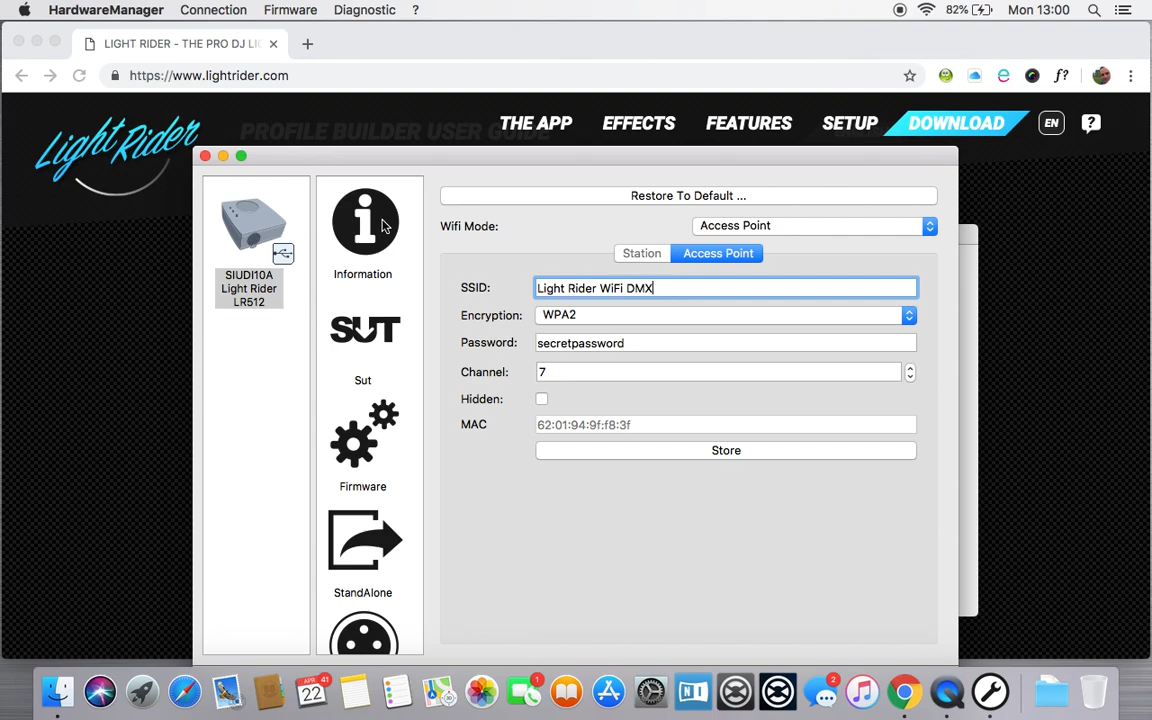 HardwareManager Connection Firmware Diagnostic ? 82% Mon 13:00
LIGHT RIDER - THE PRO DJ LI
https://www.lightrider.com
f?
Light Rider
PROFILE BUILDER USER GUIDE
THE APP EFFECTS FEATURES SETUP DOWNLOAD EN ?
Restore To Default ...
Wifi Mode: Access Point
Station Access Point
SIUDI10A
Light Rider
LR512
Information
SUT
Sut
Firmware
StandAlone
SSID: Light Rider WiFi DMX
Encryption: WPA2
Password: secretpassword
Channel: 7
Hidden:
MAC 62:01:94:9f:f8:3f
Store
APR 41
22
1
2